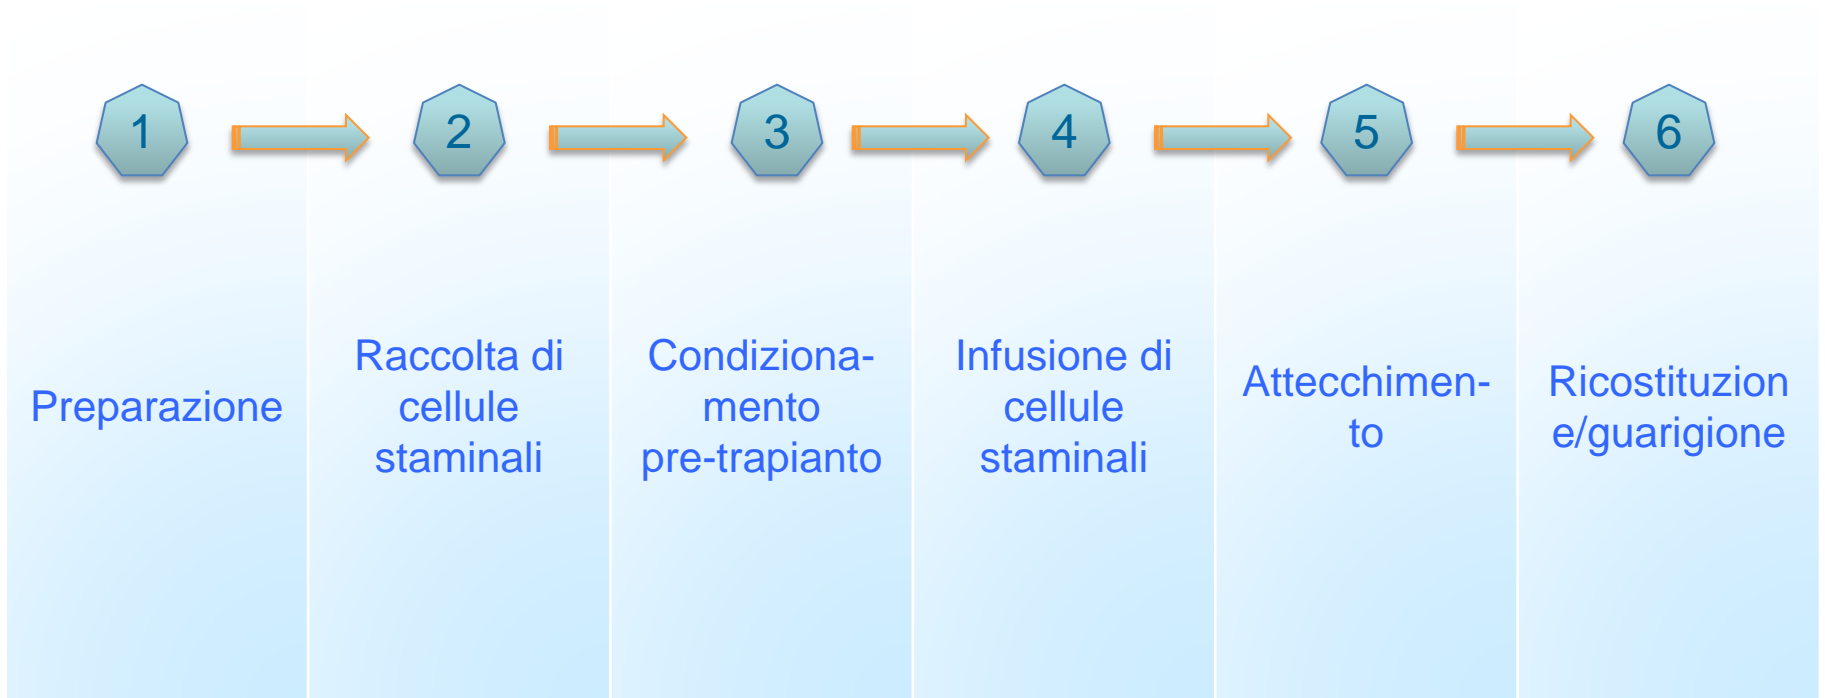 1
2
3
4
5
6
Preparazione
Raccolta di
cellule
staminali
Condiziona-
mento
pre-trapianto
Infusione di
cellule
staminali
Attecchimen-
to
Ricostituzion
e/guarigione